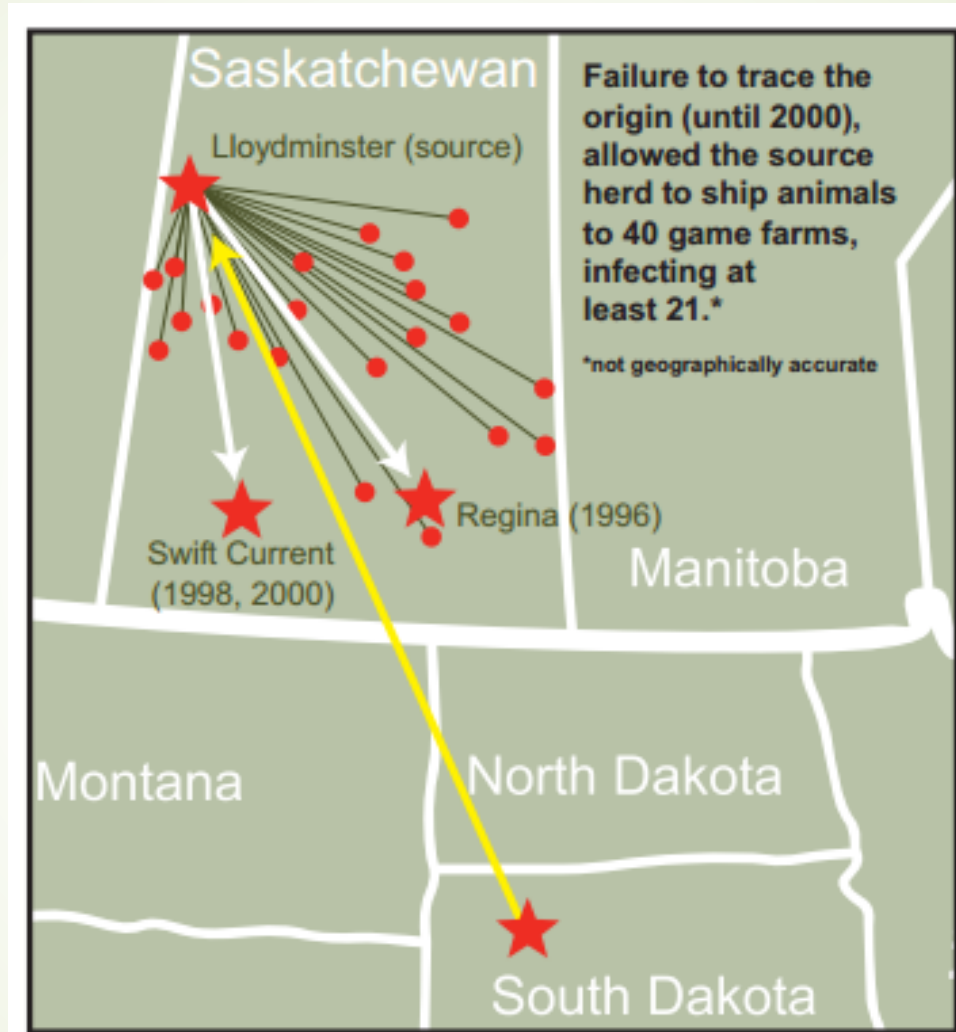 Saskatchewan
Lloydminster (source)
Failure to trace the
origin (until 2000),
allowed the source
herd to ship animals
to 40 game farms,
infecting at
least 21.*
*not geographically accurate
Regina (1996)
Swift Current
(1998, 2000)
Manitoba
Montana
North Dakota
South Dakota